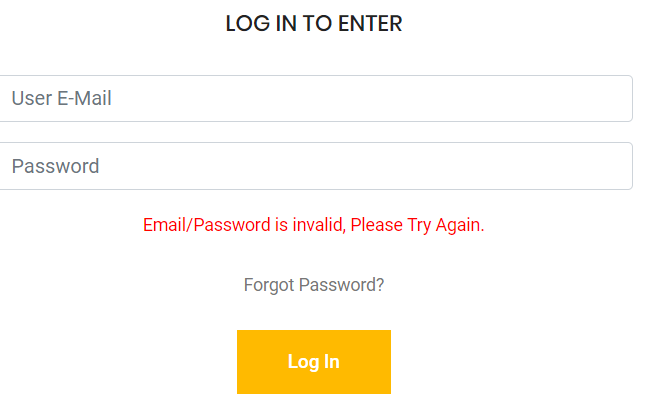 LOG IN TO ENTER
User E-Mail
Password
Email/Password is invalid, Please Try Again.
Forgot Password?
Log In